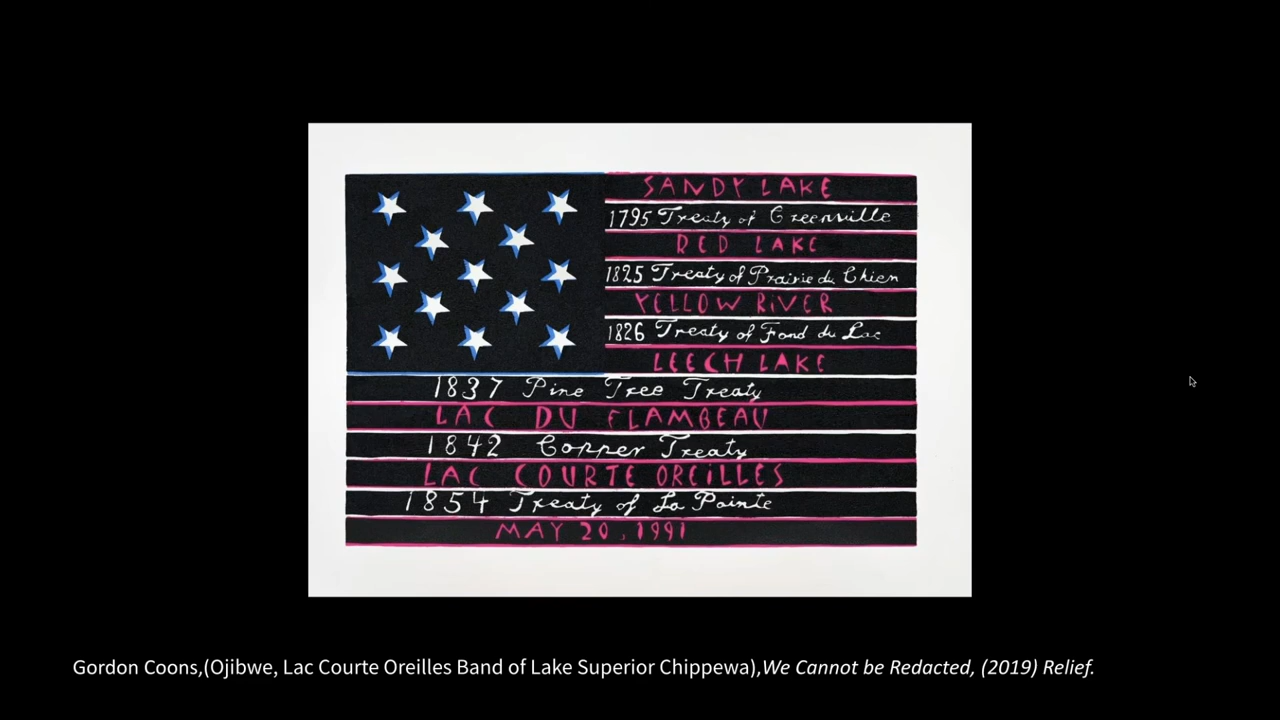 SANDY LAKE
1795 Treaty of Greenville
RED LAKE
1825 Treaty of Prairie du Chien
YELLOW RiVER
1826 Treaty of Fond du Lac
LEECH LAKE
1837 Pine Tree Treaty
LAC DU FLAMBEAU
1842 Copper Treaty
LAC COURTE OREiLLES
1854 Treaty of La Pointe
MAY 20, 1991
Gordon Coons,(Ojibwe, Lac Courte Oreilles Band of Lake Superior Chippewa),We Cannot be Redacted, (2019) Relief.